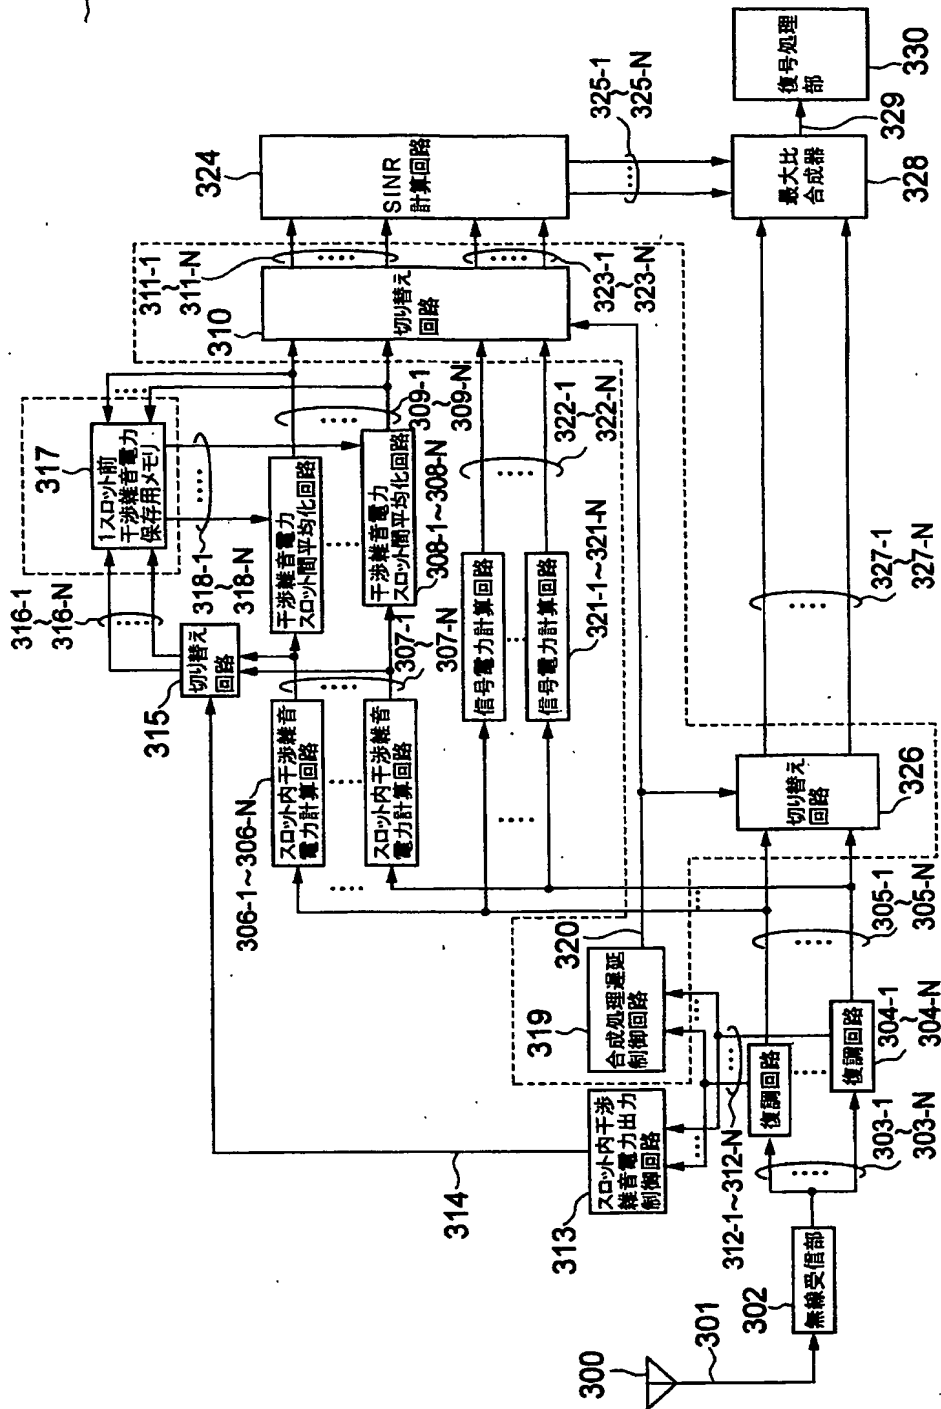 300
301
302
無線受信部
303-1
~
303-N
復調回路
復調回路
304-1
~
304-N
305-1
~
305-N
312-1~312-N
313
スロット内干渉
雑音電力出力
制御回路
314
319
合成処理遅延
制御回路
320
306-1~306-N
スロット内干渉雑音
電力計算回路
スロット内干渉雑音
電力計算回路
307-1
~
307-N
315
切り替え
回路
316-1
~
316-N
317
1スロット前
干渉雑音電力
保存用メモリ
318-1
~
318-N
干渉雑音電力
スロット間平均化回路
干渉雑音電力
スロット間平均化回路
308-1~308-N
309-1
~
309-N
信号電力計算回路
信号電力計算回路
321-1~321-N
322-1
~
322-N
310
切り替え
回路
311-1
~
311-N
323-1
~
323-N
324
SINR
計算回路
325-1
~
325-N
切り替え
回路
326
327-1
~
327-N
最大比
合成器
328
329
復号処理
部
330